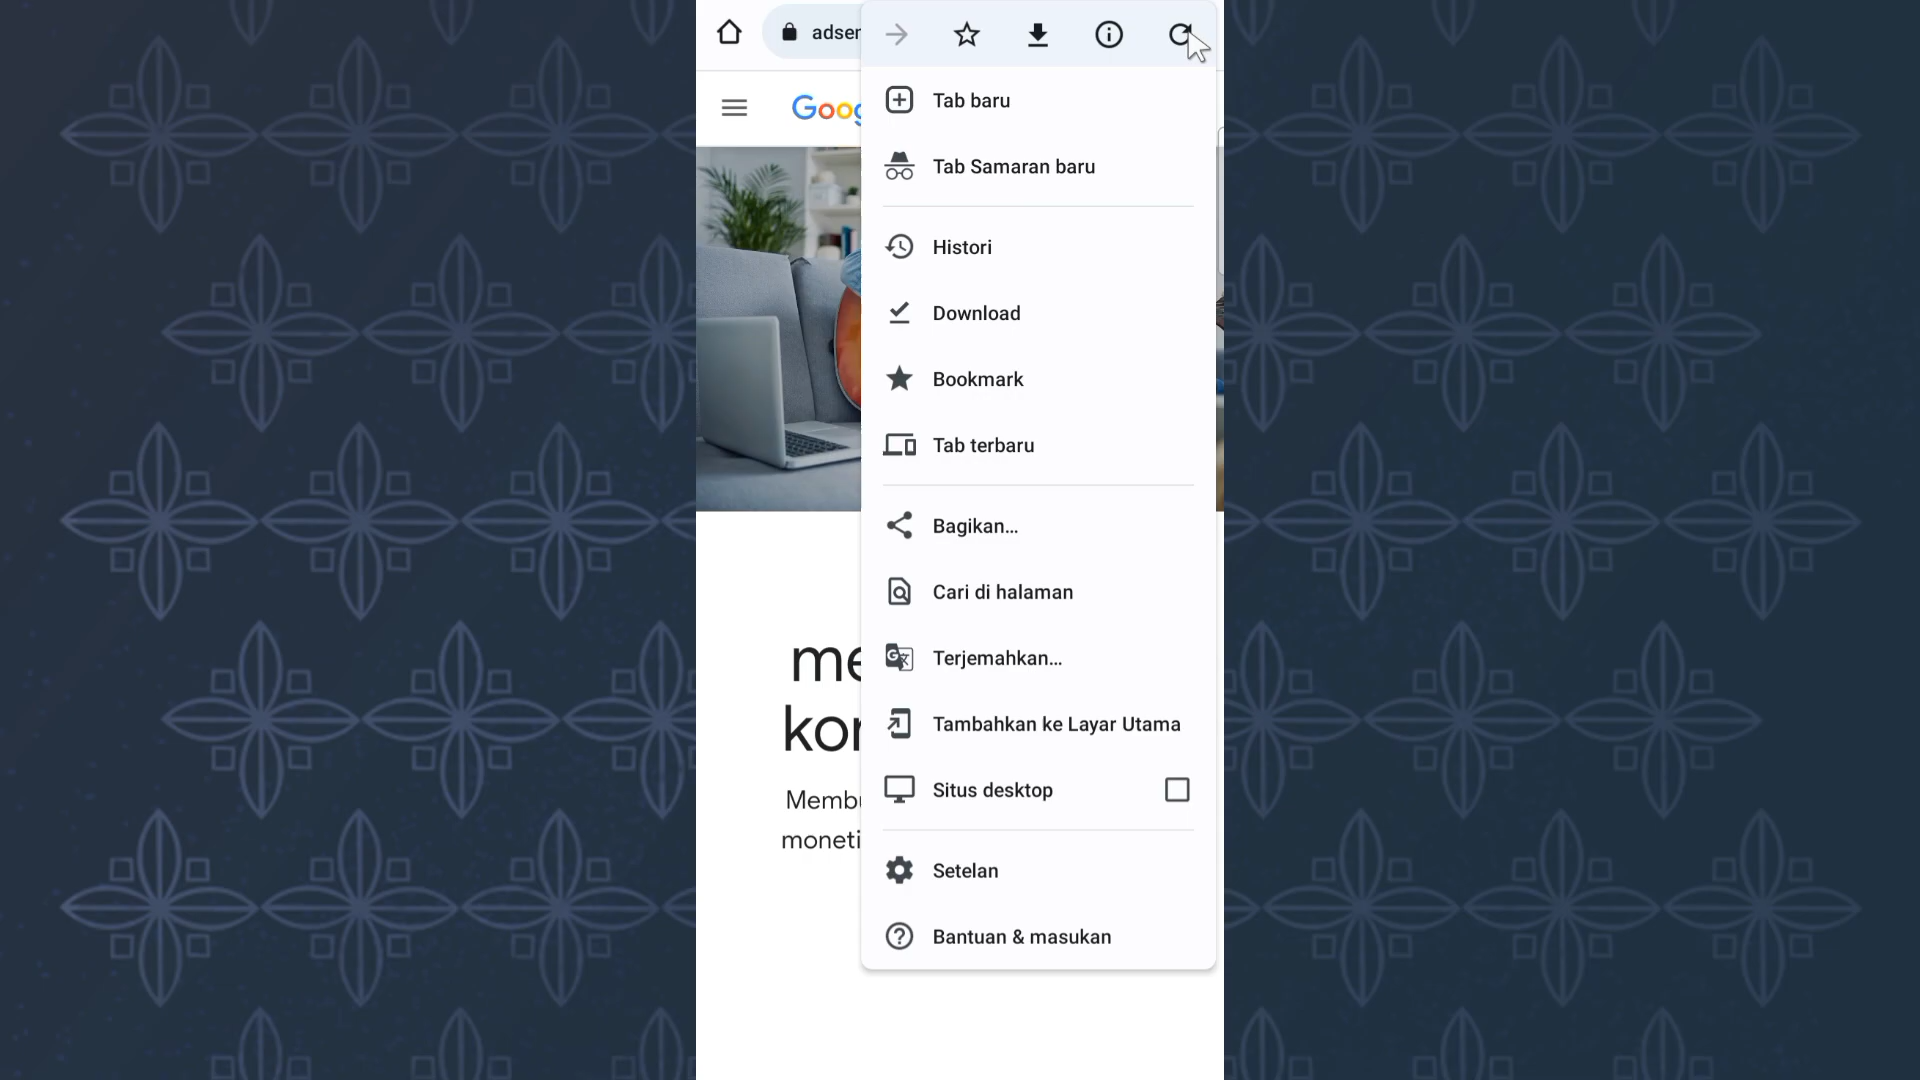 adser
Goog
Tab baru
Tab Samaran baru
Histori
Download
Bookmark
Tab terbaru
Bagikan...
Cari di halaman
Terjemahkan...
Tambahkan ke Layar Utama
Situs desktop
Setelan
Bantuan & masukan
me
kor
Membu
moneti